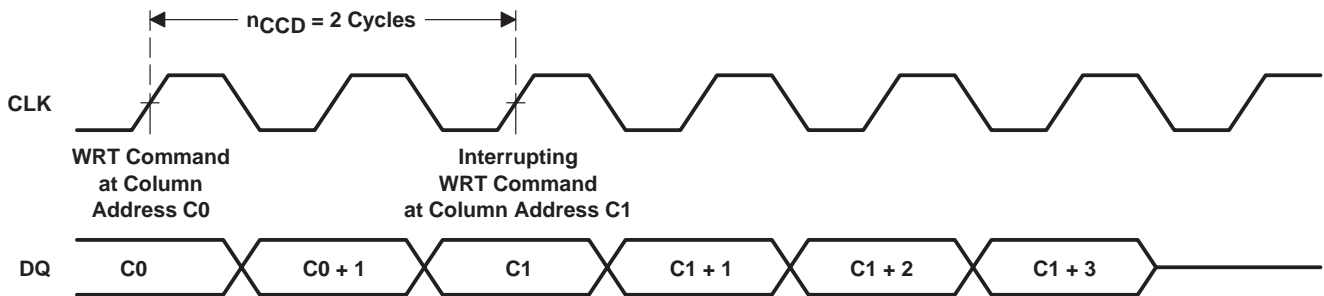 nCCD = 2 Cycles
CLK
WRT Command
at Column
Address C0
Interrupting
WRT Command
at Column Address C1
DQ
C0
C0 + 1
C1
C1 + 1
C1 + 2
C1 + 3